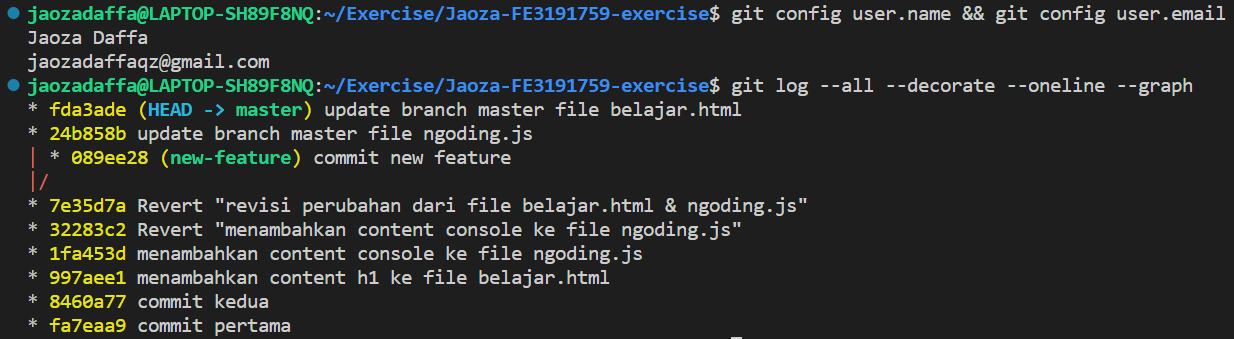 jaozadaffa@LAPTOP-SH89F8NQ:~/Exercise/Jaoza-FE3191759-exercise$ git config user.name && git config user.email
Jaoza Daffa
jaozadaffaqz@gmail.com
jaozadaffa@LAPTOP-SH89F8NQ:~/Exercise/Jaoza-FE3191759-exercise$ git log --all --decorate --oneline --graph
* fda3ade (HEAD -> master) update branch master file belajar.html
* 24b858b update branch master file ngoding.js
| * 089ee28 (new-feature) commit new feature
|/
* 7e35d7a Revert "revisi perubahan dari file belajar.html & ngoding.js"
* 32283c2 Revert "menambahkan content console ke file ngoding.js"
* 1fa453d menambahkan content console ke file ngoding.js
* 997aee1 menambahkan content h1 ke file belajar.html
* 8460a77 commit kedua
* fa7eaa9 commit pertama